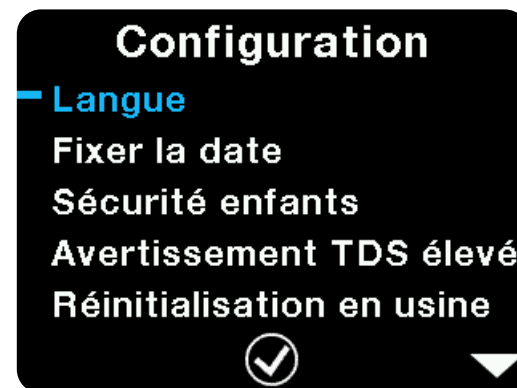 Configuration
Langue
Fixer la date
Sécurité enfants
Avertissement TDS élevé
Réinitialisation en usine